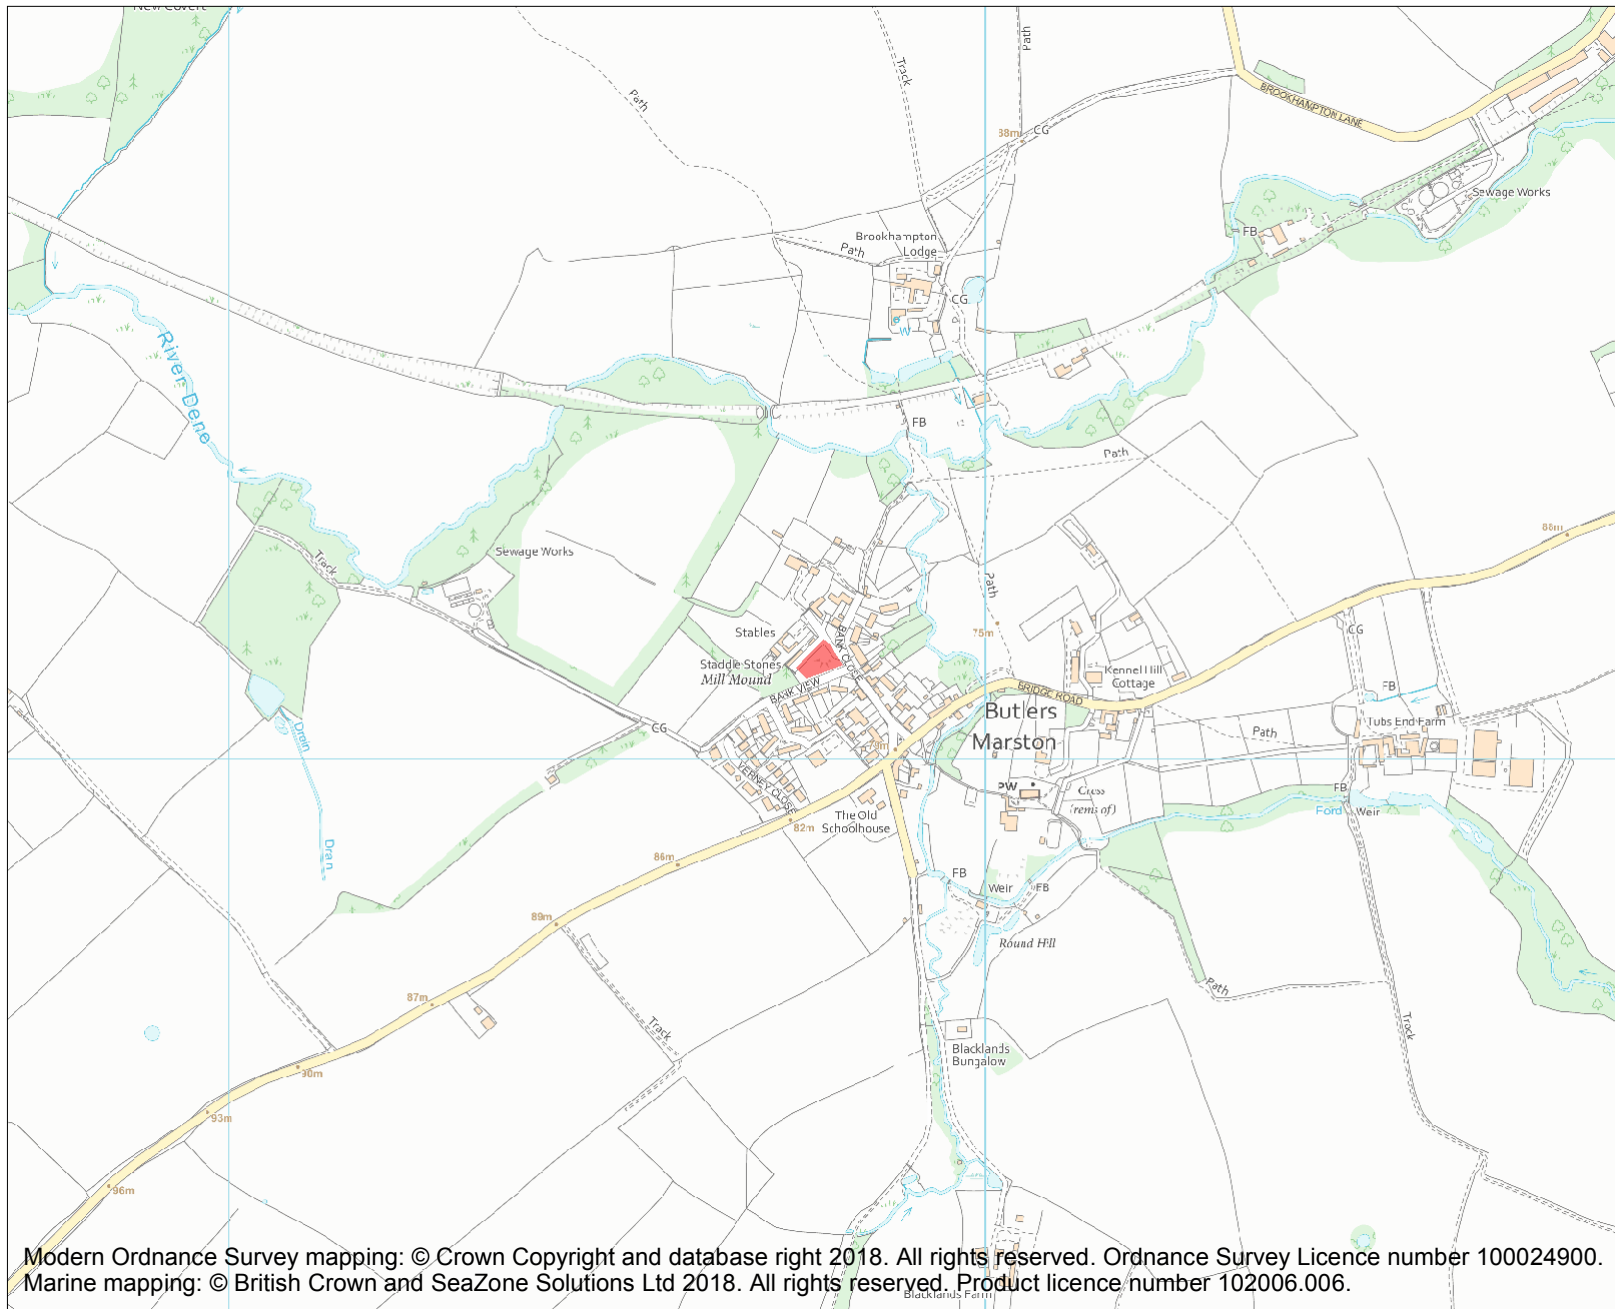 New Covert
Path
Track
Path
BROOKHAMPTON LANE
CG
38m
Sewage Works
FB
Brookhampton
Lodge
Path
CG
W
River Dene
FB
Path
88m
Sewage Works
Track
Path
Stables
BANK CLOSE
75m
CG
Staddle Stones
Mill Mound
BANK VIEW
Kennel Hill
Cottage
FB
BRIDGE ROAD
Butlers
Marston
Tubs End Farm
Path
CG
Drain
79m
PW
Cross
(rems of)
FB
Ford
Weir
The Old
Schoolhouse
82m
86m
Drain
FB
Weir
FB
89m
Round Hill
Path
87m
Track
Track
Blacklands
Bungalow
90m
93m
96m
Modern Ordnance Survey mapping: © Crown Copyright and database right 2018. All rights reserved. Ordnance Survey Licence number 100024900.
Marine mapping: © British Crown and SeaZone Solutions Ltd 2018. All rights reserved. Product licence number 102006.006.
Blacklands Farm